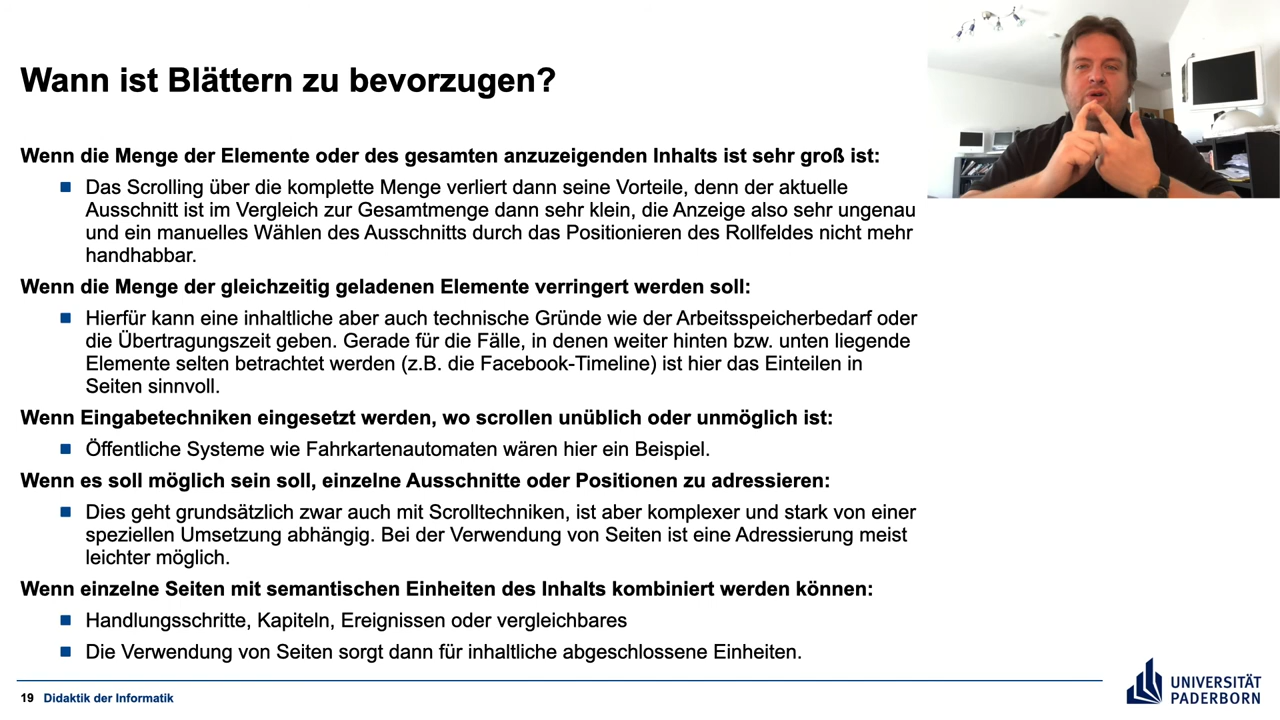 Wann ist Blättern zu bevorzugen?
Wenn die Menge der Elemente oder des gesamten anzuzeigenden Inhalts ist sehr groß ist:
Das Scrolling über die komplette Menge verliert dann seine Vorteile, denn der aktuelle
Ausschnitt ist im Vergleich zur Gesamtmenge dann sehr klein, die Anzeige also sehr ungenau
und ein manuelles Wählen des Ausschnitts durch das Positionieren des Rollfeldes nicht mehr
handhabbar.
Wenn die Menge der gleichzeitig geladenen Elemente verringert werden soll:
Hierfür kann eine inhaltliche aber auch technische Gründe wie der Arbeitsspeicherbedarf oder
die Übertragungszeit geben. Gerade für die Fälle, in denen weiter hinten bzw. unten liegende
Elemente selten betrachtet werden (z.B. die Facebook-Timeline) ist hier das Einteilen in
Seiten sinnvoll.
Wenn Eingabetechniken eingesetzt werden, wo scrollen unüblich oder unmöglich ist:
Öffentliche Systeme wie Fahrkartenautomaten wären hier ein Beispiel.
Wenn es soll möglich sein soll, einzelne Ausschnitte oder Positionen zu adressieren:
Dies geht grundsätzlich zwar auch mit Scrolltechniken, ist aber komplexer und stark von einer
speziellen Umsetzung abhängig. Bei der Verwendung von Seiten ist eine Adressierung meist
leichter möglich.
Wenn einzelne Seiten mit semantischen Einheiten des Inhalts kombiniert werden können:
Handlungsschritte, Kapiteln, Ereignissen oder vergleichbares
Die Verwendung von Seiten sorgt dann für inhaltliche abgeschlossene Einheiten.
19 Didaktik der Informatik
UNIVERSITÄT
PADERBORN